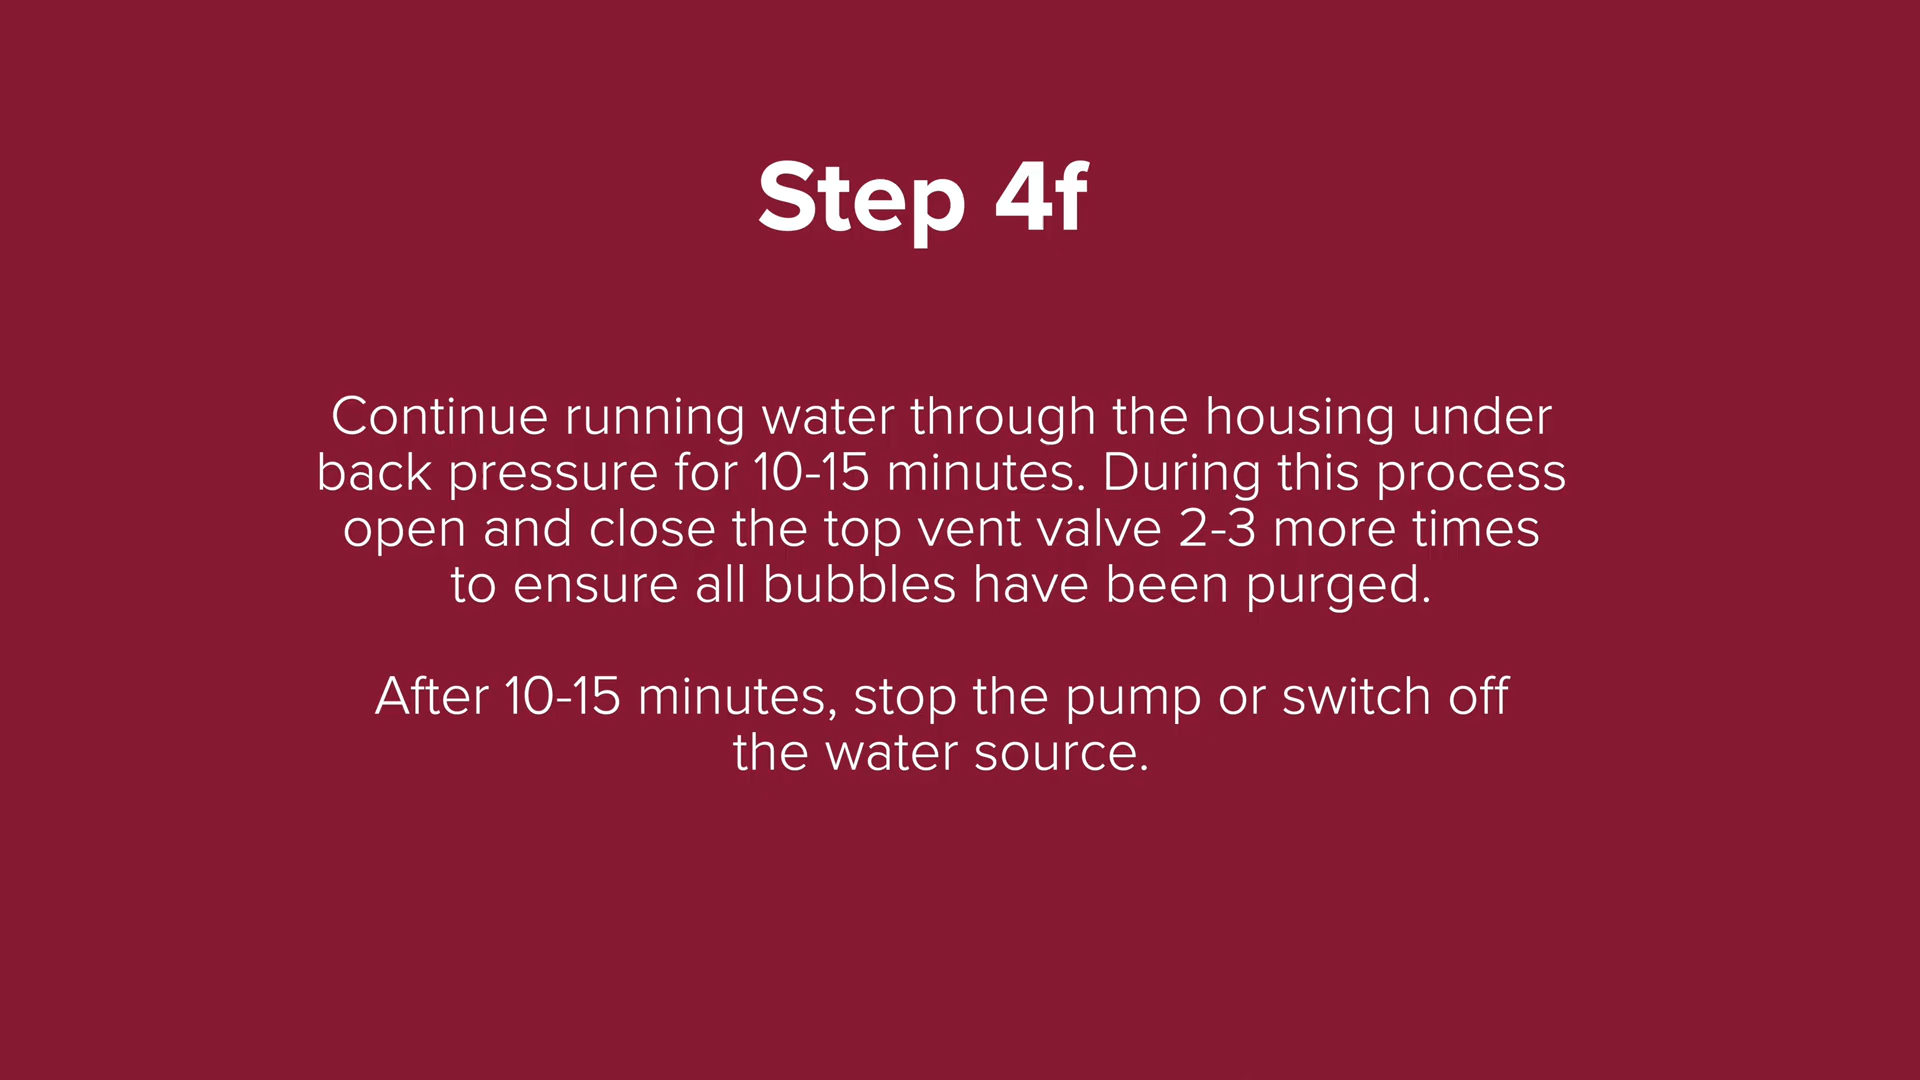 Step 4f
Continue running water through the housing under
back pressure for 10-15 minutes. During this process
open and close the top vent valve 2-3 more times
to ensure all bubbles have been purged.
After 10-15 minutes, stop the pump or switch off
the water source.